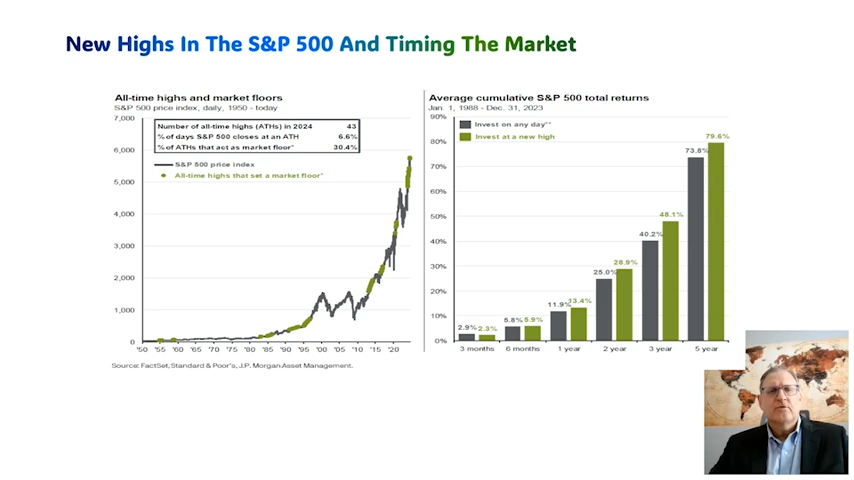 New Highs In The S&P 500 And Timing The Market
All-time highs and market floors
S&P 500 price index, daily, 1950 - today
7,000
6,000
5,000
4,000
3,000
2,000
1,000
0
Number of all-time highs (ATHs) in 2024 43
% of days S&P 500 closes at an ATH 6.6%
% of ATHs that act as market floor* 30.4%
S&P 500 price index
All-time highs that set a market floor*
'50 '55 '60 '65 '70 '75 '80 '85 '90 '95 '00 '05 '10 '15 '20
Average cumulative S&P 500 total returns
Jan. 1, 1988 - Dec. 31, 2023
90%
80%
70%
60%
50%
40%
30%
20%
10%
0%
Invest on any day**
Invest at a new high
2.9% 2.3%
5.8% 5.9%
11.9% 13.4%
25.0% 28.9%
40.2% 48.1%
73.8% 79.6%
3 months 6 months 1 year 2 year 3 year 5 year
Source: FactSet, Standard & Poor's, J.P. Morgan Asset Management.